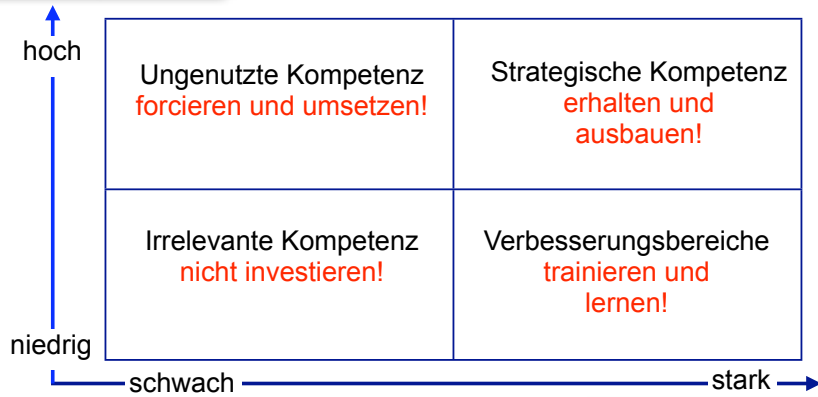 hoch
Ungenutzte Kompetenz
forcieren und umsetzen!
Strategische Kompetenz
erhalten und
ausbauen!
Irrelevante Kompetenz
nicht investieren!
Verbesserungsbereiche
trainieren und
lernen!
niedrig
schwach
stark